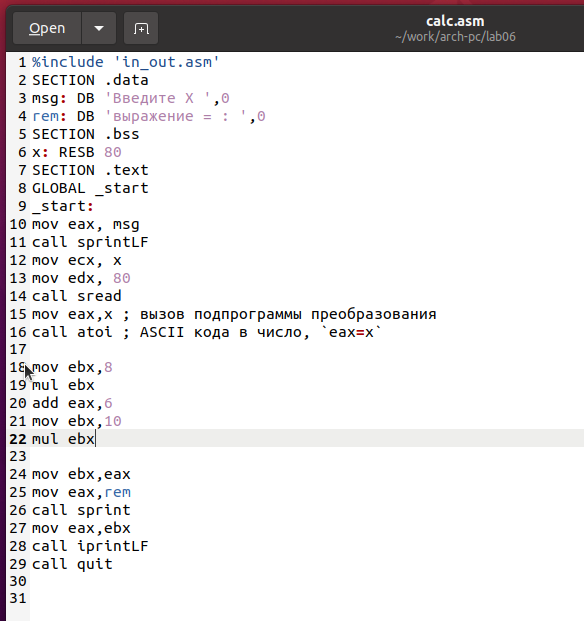 Open
calc.asm
~/work/arch-pc/lab06
1 %include 'in_out.asm'
2 SECTION .data
3 msg: DB 'Введите X ',0
4 rem: DB 'выражение = : ',0
5 SECTION .bss
6 x: RESB 80
7 SECTION .text
8 GLOBAL _start
9 _start:
10 mov eax, msg
11 call sprintLF
12 mov ecx, x
13 mov edx, 80
14 call sread
15 mov eax,x ; вызов подпрограммы преобразования
16 call atoi ; ASCII кода в число, `eax=x`
17
18 mov ebx,8
19 mul ebx
20 add eax,6
21 mov ebx,10
22 mul ebx
23
24 mov ebx,eax
25 mov eax,rem
26 call sprint
27 mov eax,ebx
28 call iprintLF
29 call quit
30
31